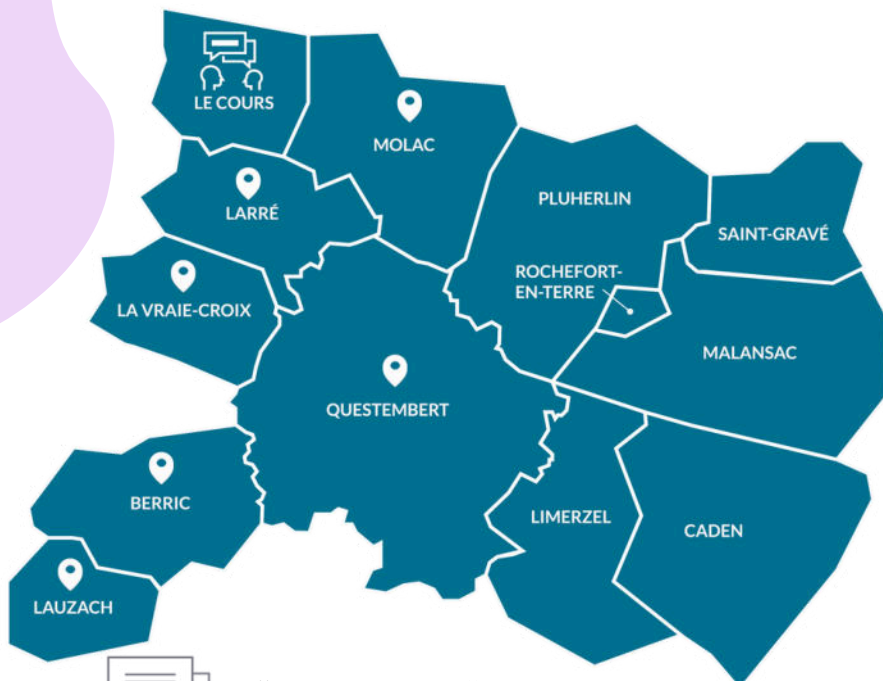 LE COURS
MOLAC
LARRÉ
PLUHERLIN
SAINT-GRAVÉ
ROCHEFORT-
EN-TERRE
LA VRAIE-CROIX
MALANSAC
QUESTEMBERT
BERRIC
LIMERZEL
CADEN
LAUZACH